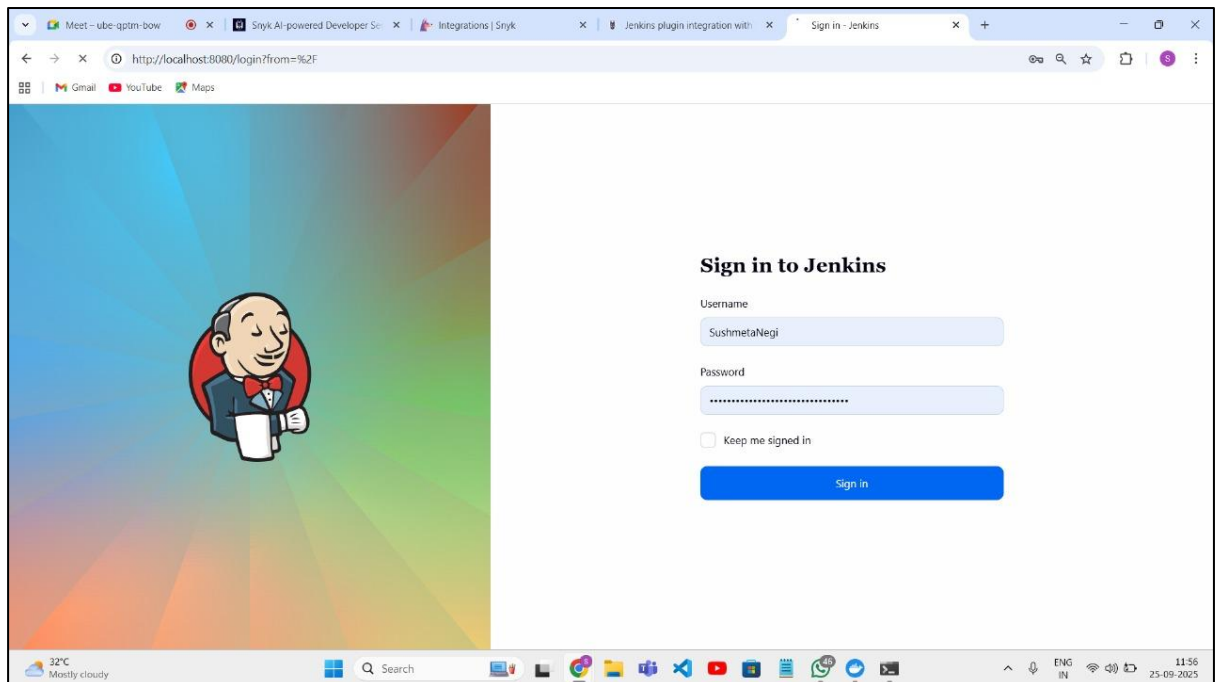 Meet – ube-qptm-bow
Snyk AI-powered Developer Se
Integrations | Snyk
Jenkins plugin integration with
Sign in - Jenkins
http://localhost:8080/login?from=%2F
S
Gmail
YouTube
Maps
Sign in to Jenkins
Username
SushmetaNegi
Password
Keep me signed in
Sign in
32°C
Mostly cloudy
Search
ENG
IN
11:56
25-09-2025